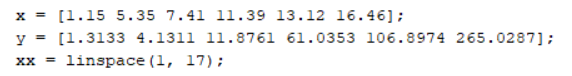 x = [1.15 5.35 7.41 11.39 13.12 16.46];
y = [1.3133 4.1311 11.8761 61.0353 106.8974 265.0287];
xx = linspace(1, 17);